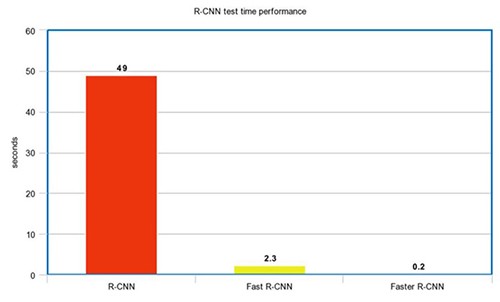 R-CNN test time performance
60
50
40
30
20
10
0
seconds
49
2.3
0.2
R-CNN
Fast R-CNN
Faster R-CNN